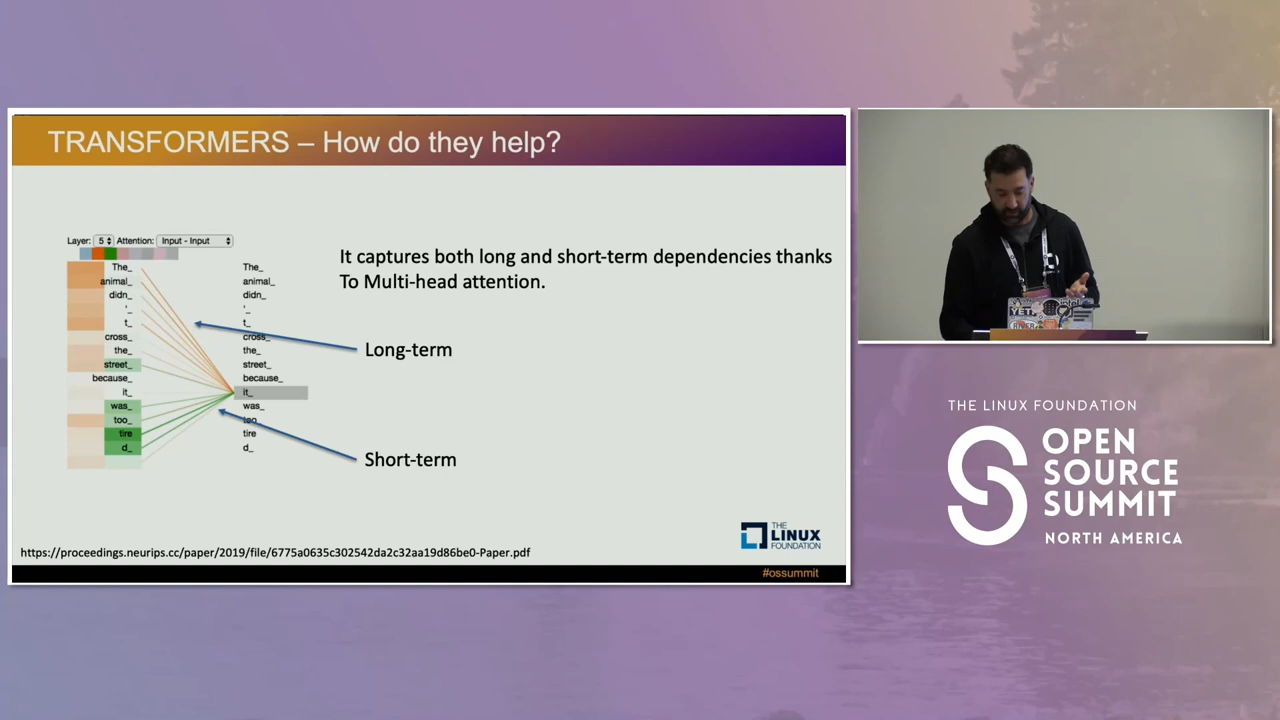 TRANSFORMERS – How do they help?
Layer: 5 Attention: Input - Input
The_ The_
animal_ animal_
didn_ didn_
'_ '_
t_ t_
cross_ cross_
the_ the_
street_ street_
because_ because_
it_ it_
was_ was_
too_ too_
tire tire
d_ d_
It captures both long and short-term dependencies thanks
To Multi-head attention.
Long-term
Short-term
THE
LINUX
FOUNDATION
https://proceedings.neurips.cc/paper/2019/file/6775a0635c302542da2c32aa19d86be0-Paper.pdf
#ossummit
YET.
intel
RIVER
THE LINUX FOUNDATION
OPEN
SOURCE
SUMMIT
NORTH AMERICA